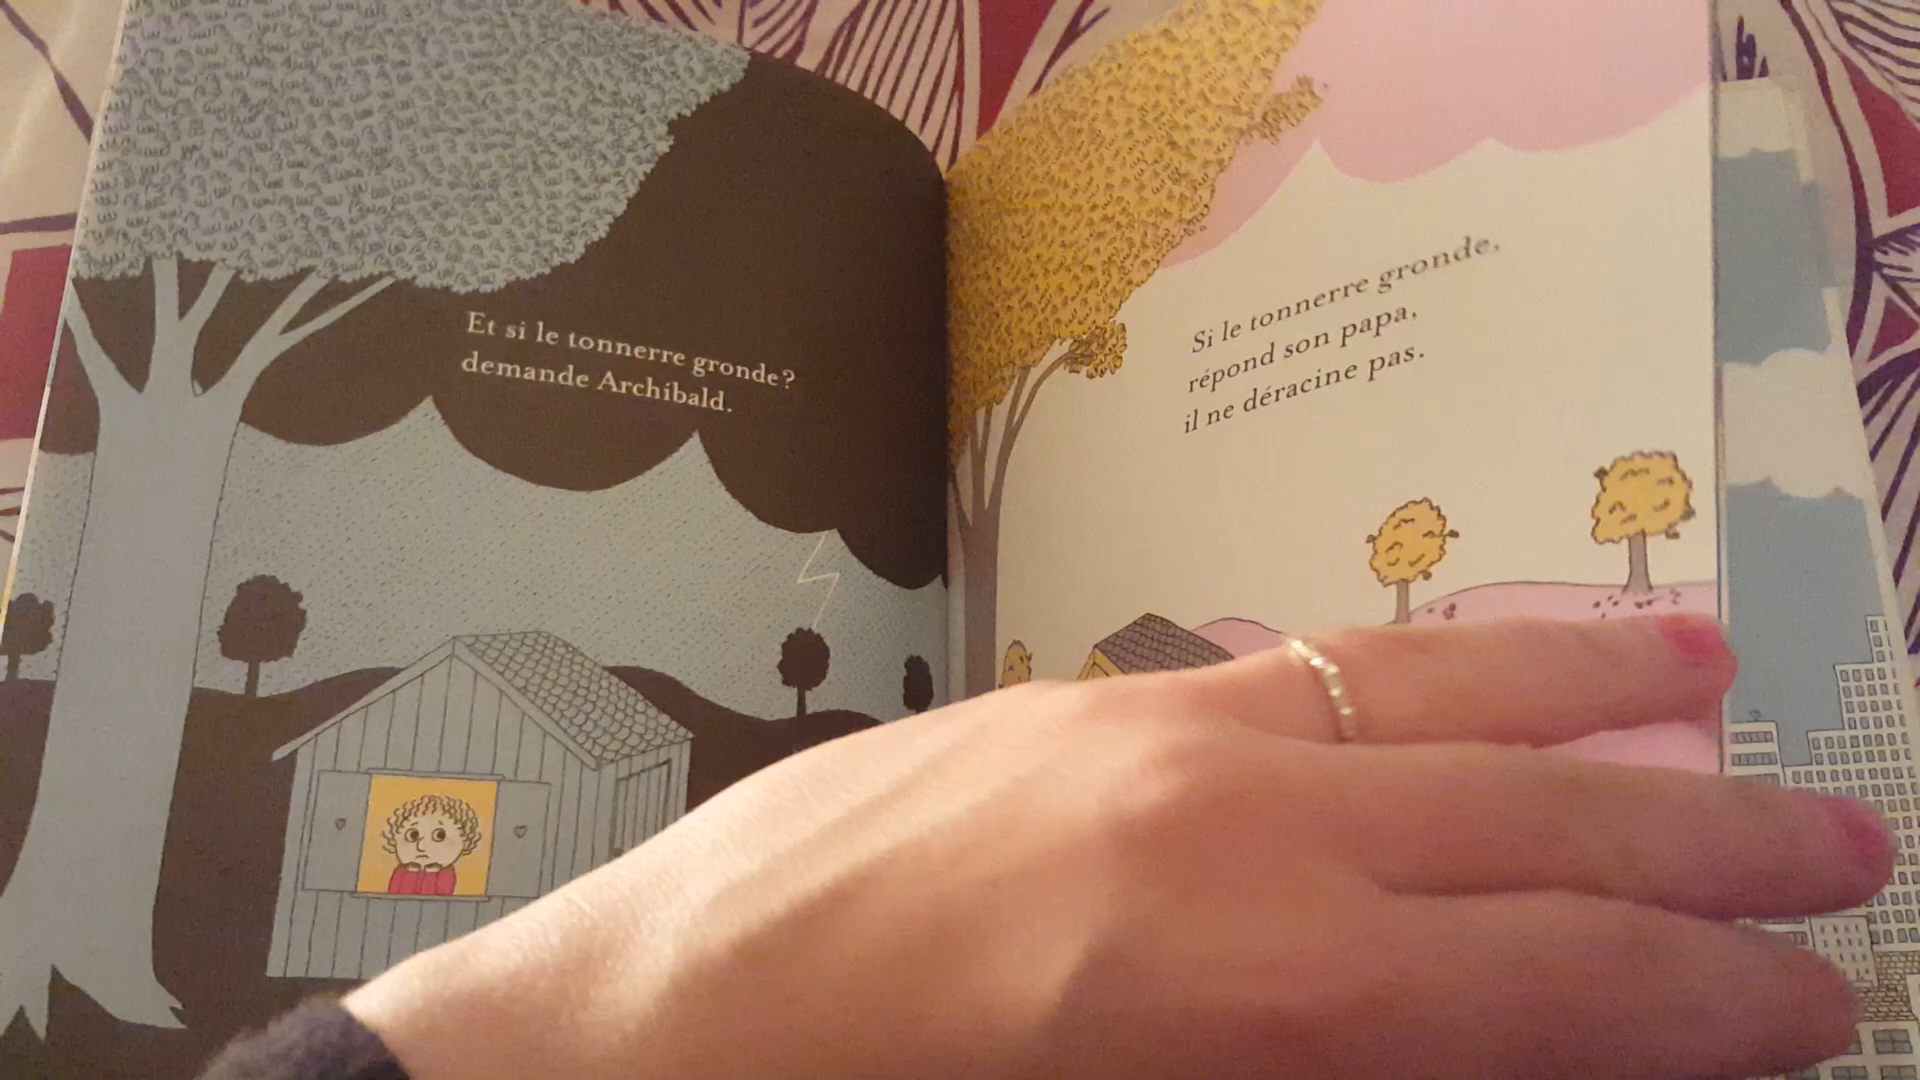 Et si le tonnerre gronde?
demande Archibald.
Si le tonnerre gronde,
répond son papa,
il ne déracine pas.